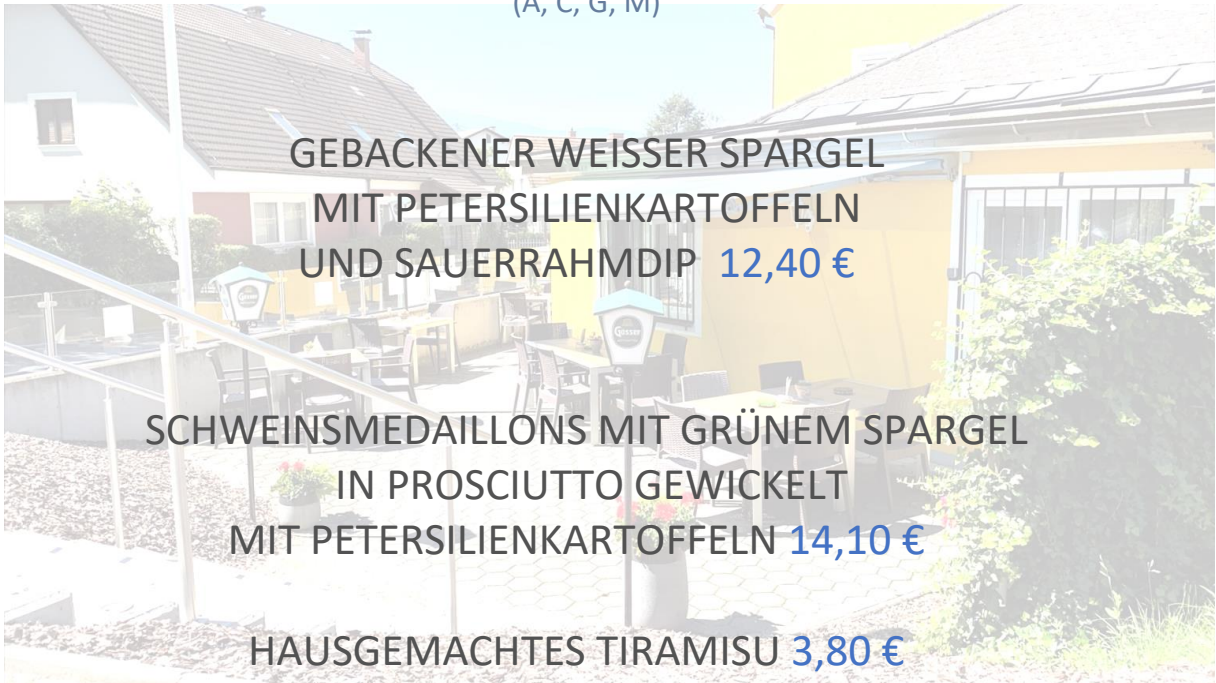 (A, C, G, M)
GEBACKENER WEISSER SPARGEL
MIT PETERSILIENKARTOFFELN
UND SAUERRAHMDIP 12,40 €
Gösser
SCHWEINSMEDAILLONS MIT GRÜNEM SPARGEL
IN PROSCIUTTO GEWICKELT
MIT PETERSILIENKARTOFFELN 14,10 €
HAUSGEMACHTES TIRAMISU 3,80 €